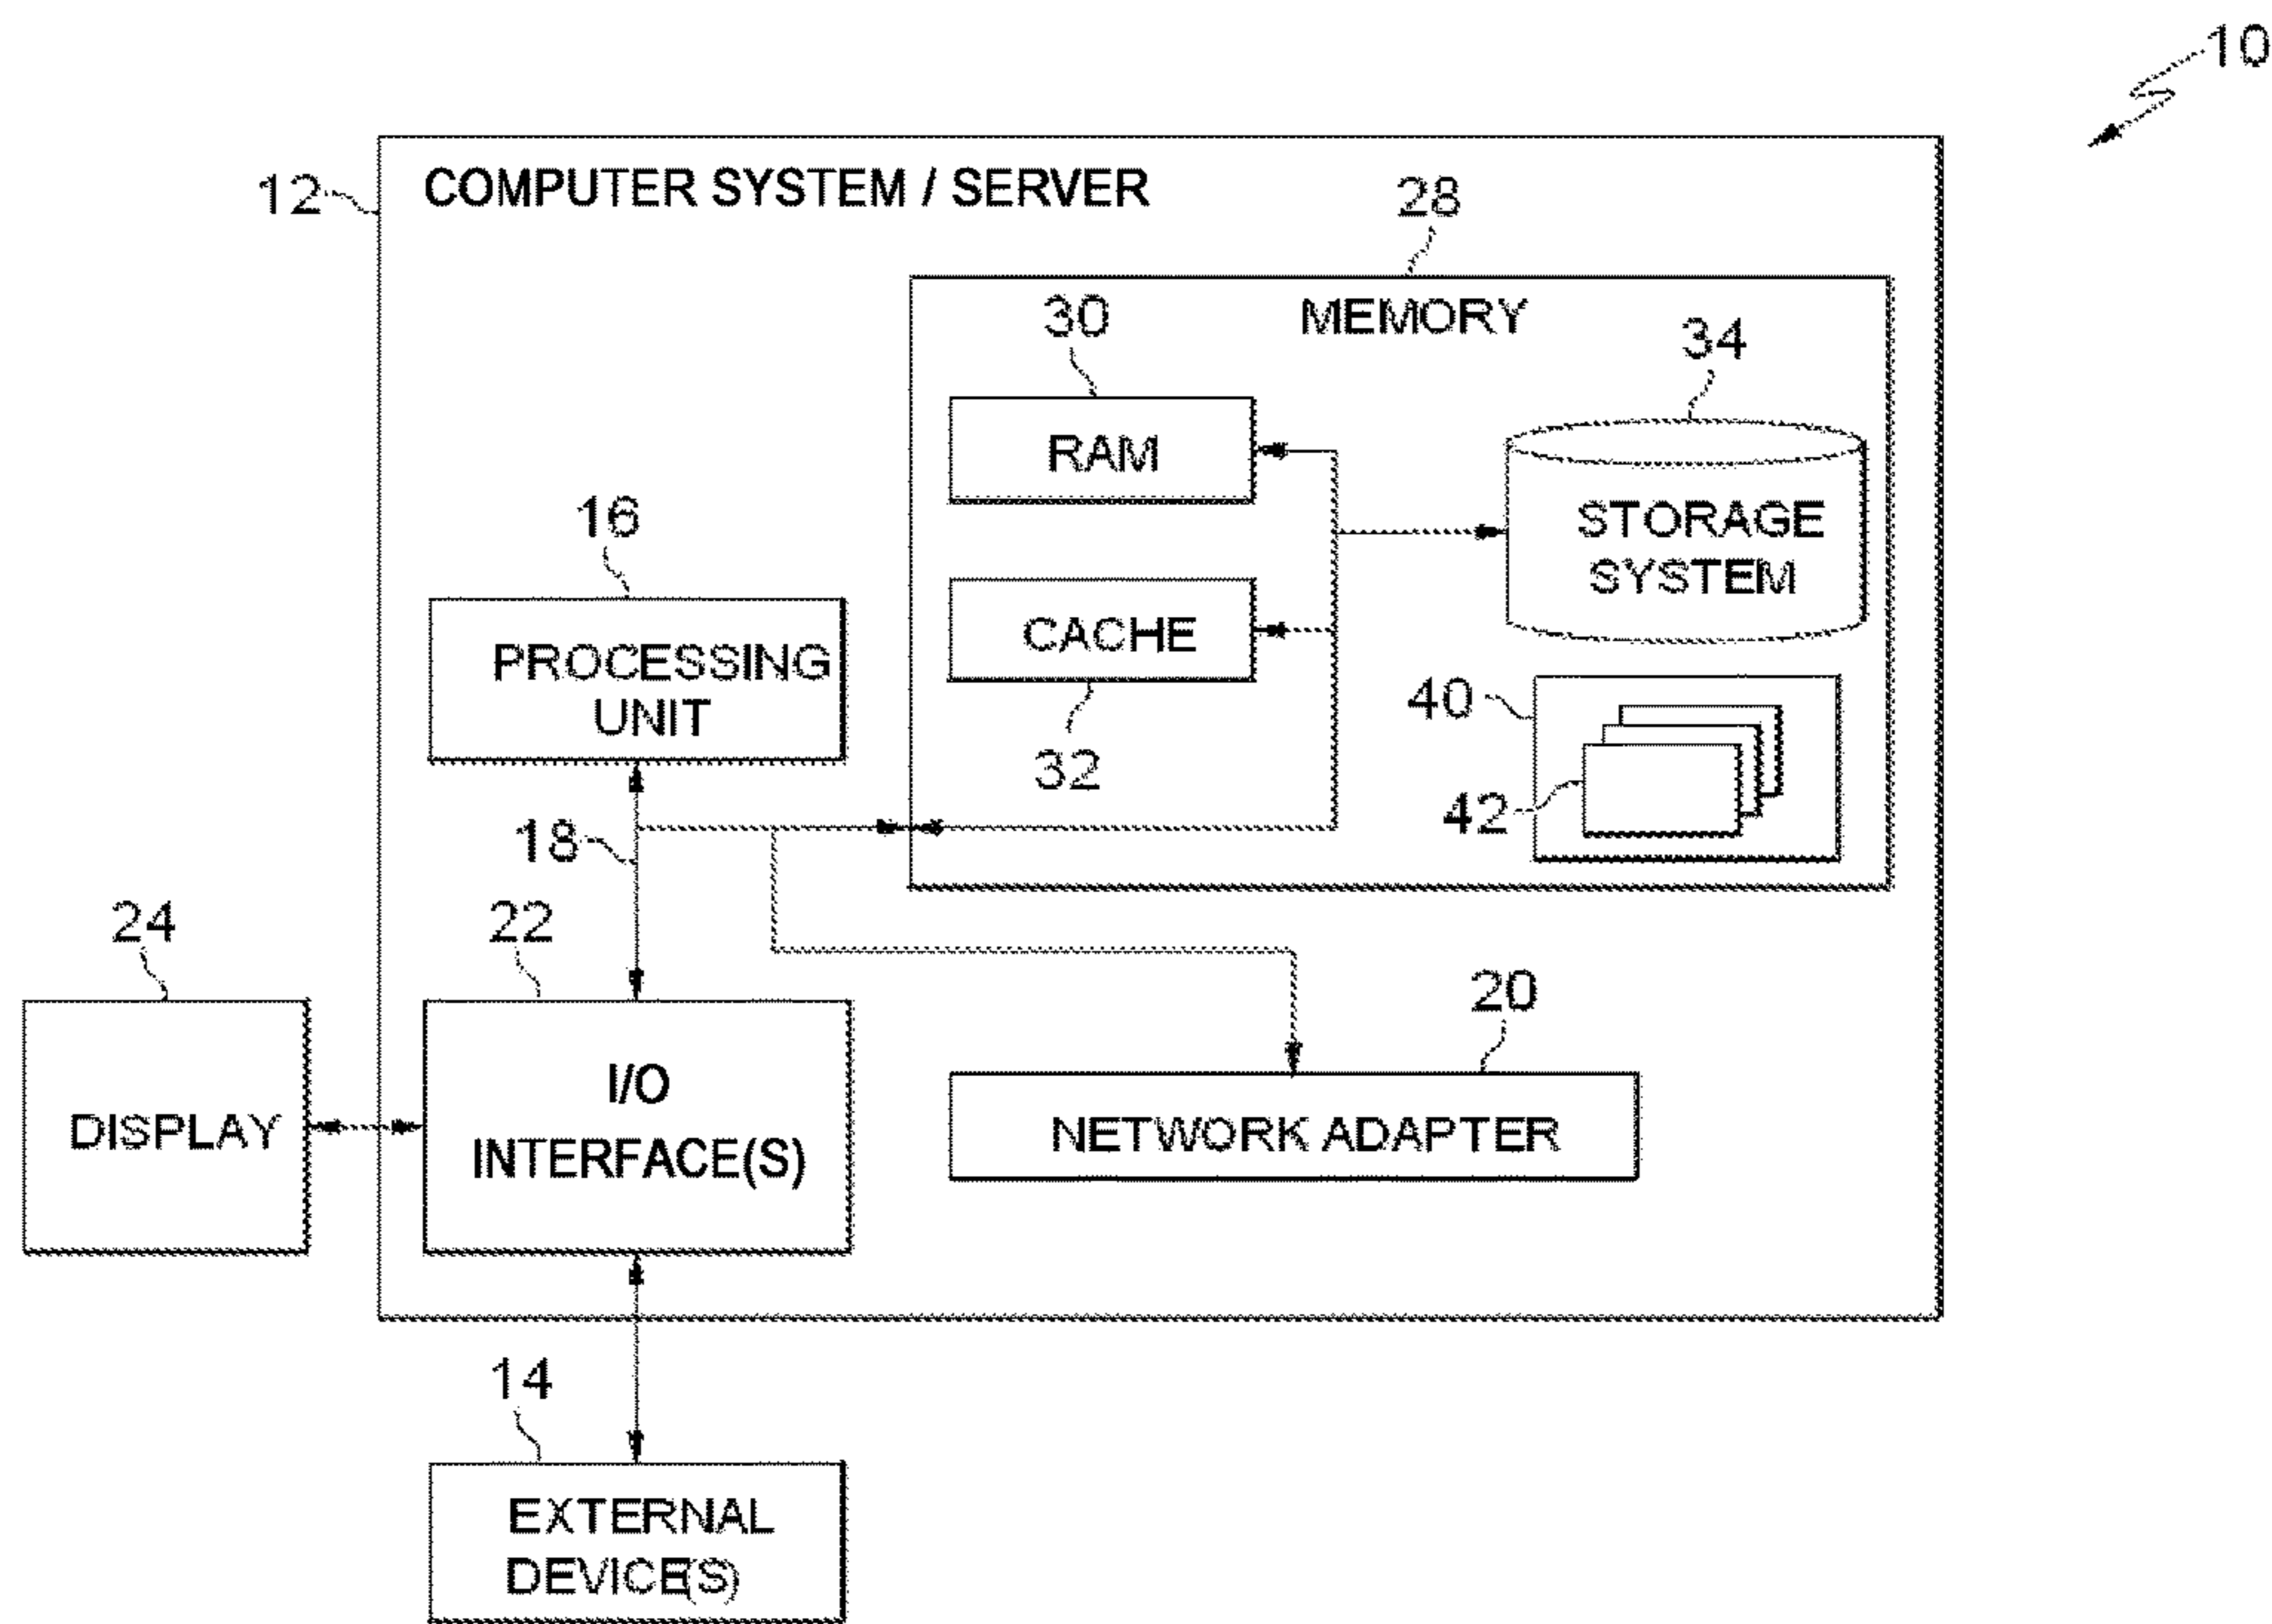 10
12
COMPUTER SYSTEM / SERVER
28
MEMORY
30
34
RAM
STORAGE
SYSTEM
16
PROCESSING
UNIT
CACHE
32
40
42
18
24
22
20
DISPLAY
I/O
INTERFACE(S)
NETWORK ADAPTER
14
EXTERNAL
DEVICE(S)